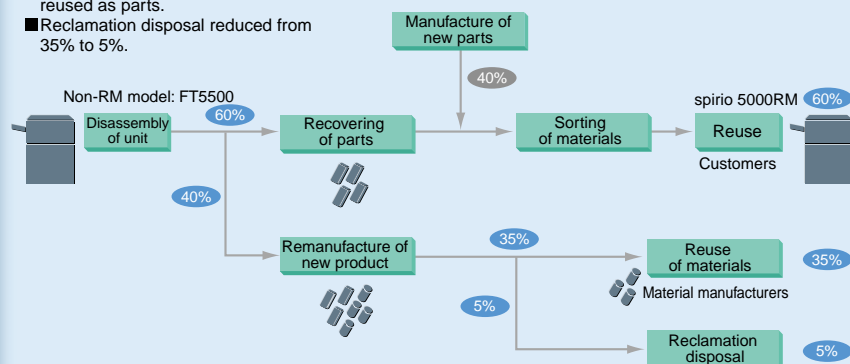 reused as parts.
■Reclamation disposal reduced from
35% to 5%.
Manufacture of
new parts
40%
Non-RM model: FT5500
60%
spirio 5000RM
60%
Disassembly
of unit
Recovering
of parts
Sorting
of materials
Reuse
Customers
40%
Remanufacture of
new product
35%
Reuse
of materials
35%
Material manufacturers
5%
Reclamation
disposal
5%